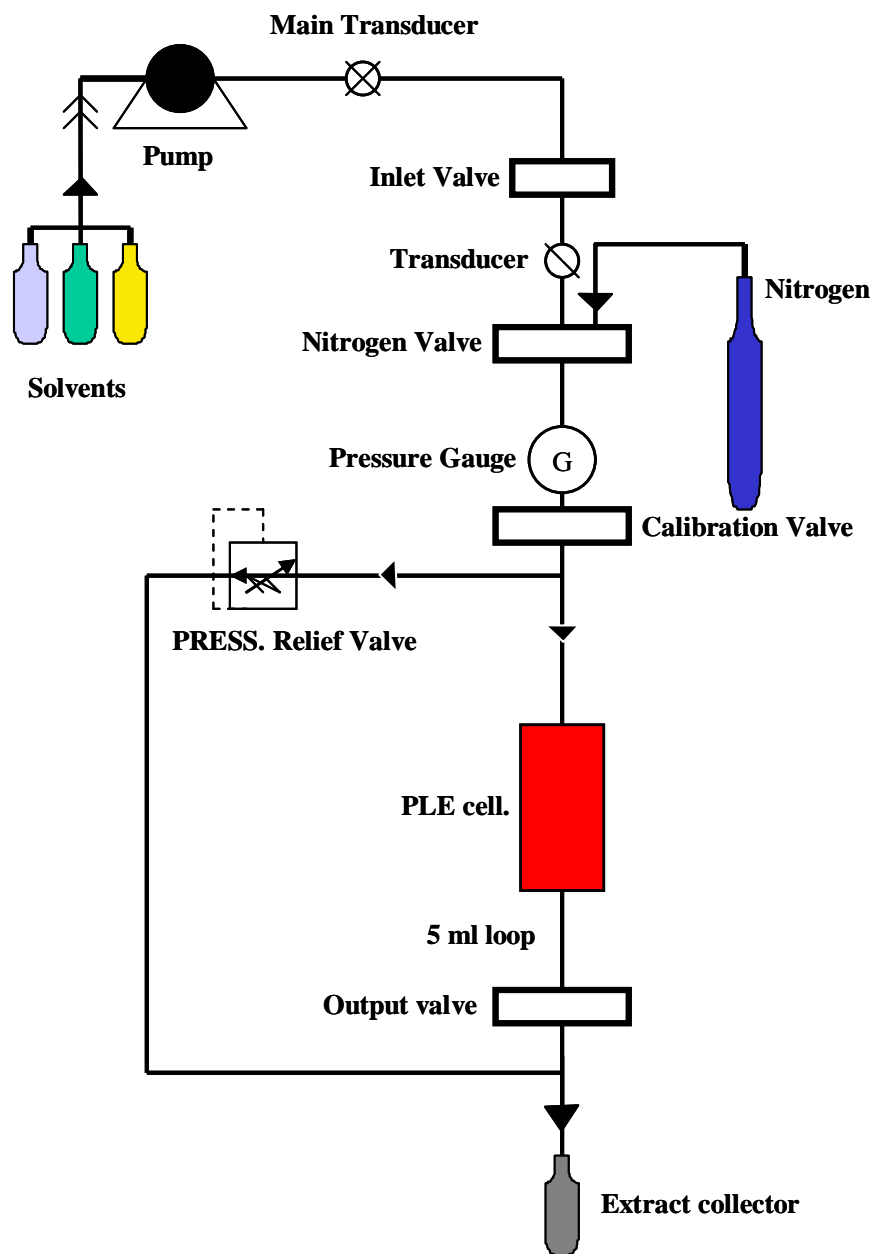 Main Transducer
Pump
Inlet Valve
Transducer
Nitrogen
Nitrogen Valve
Solvents
Pressure Gauge
G
Calibration Valve
PRESS. Relief Valve
PLE cell.
5 ml loop
Output valve
Extract collector